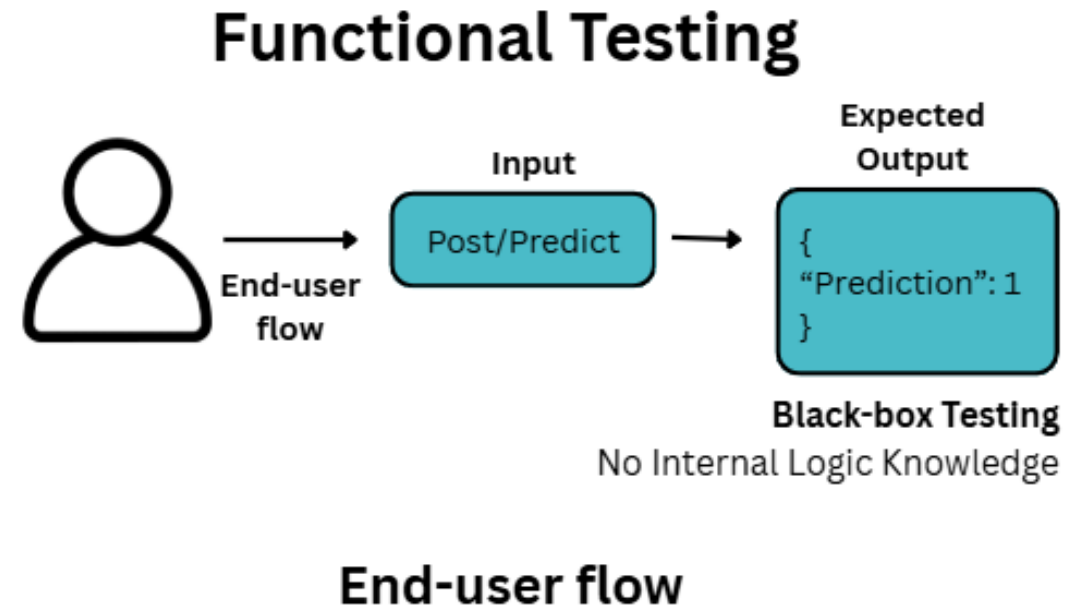 Functional Testing
Expected
Output
Input
Post/Predict
{
“Prediction”: 1
}
End-user
flow
Black-box Testing
No Internal Logic Knowledge
End-user flow